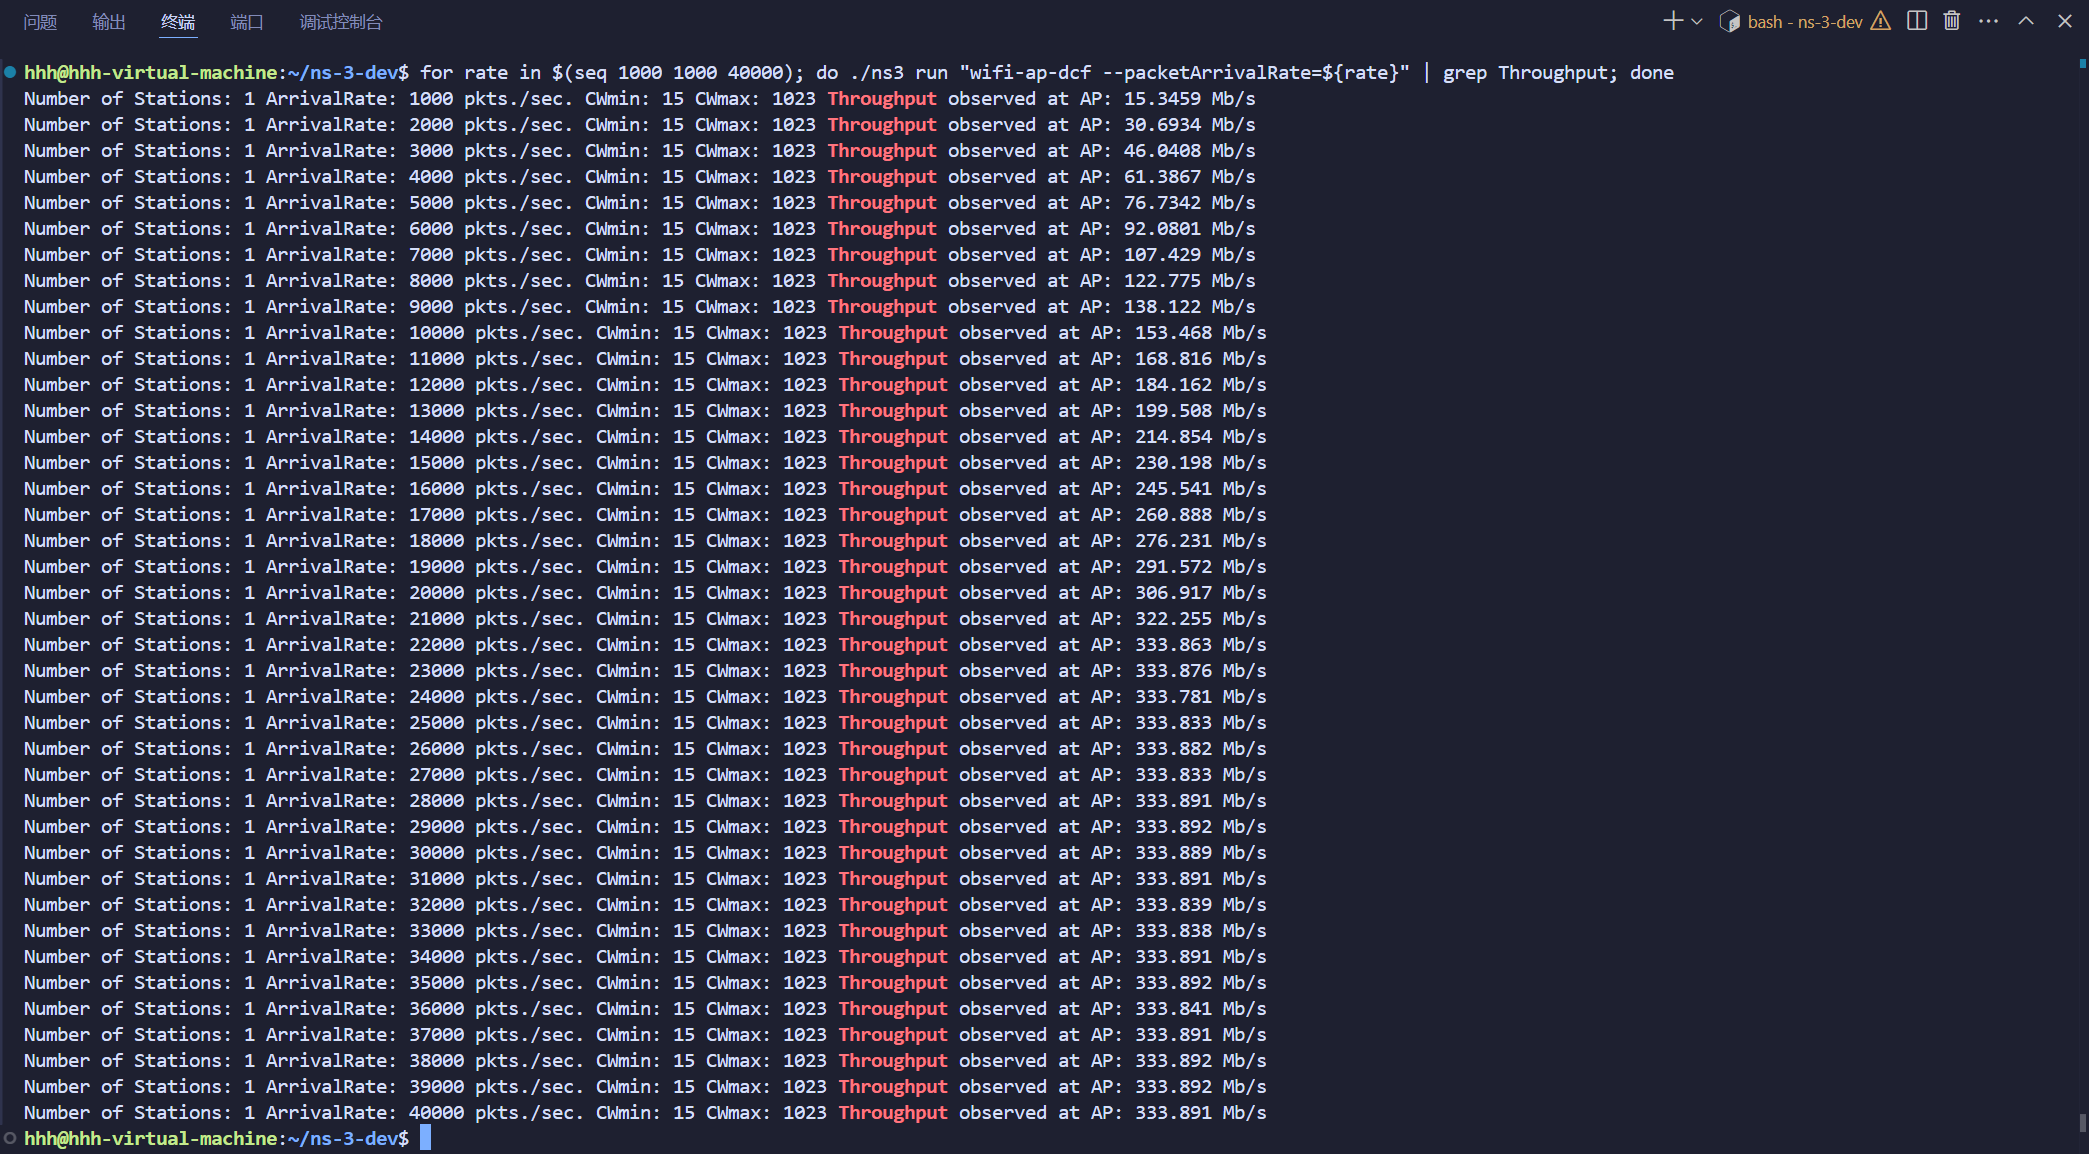 问题 输出 终端 端口 调试控制台 bash - ns-3-dev
hhh@hhh-virtual-machine:~/ns-3-dev$ for rate in $(seq 1000 1000 40000); do ./ns3 run "wifi-ap-dcf --packetArrivalRate=${rate}" | grep Throughput; done
Number of Stations: 1 ArrivalRate: 1000 pkts./sec. CWmin: 15 CWmax: 1023 Throughput observed at AP: 15.3459 Mb/s
Number of Stations: 1 ArrivalRate: 2000 pkts./sec. CWmin: 15 CWmax: 1023 Throughput observed at AP: 30.6934 Mb/s
Number of Stations: 1 ArrivalRate: 3000 pkts./sec. CWmin: 15 CWmax: 1023 Throughput observed at AP: 46.0408 Mb/s
Number of Stations: 1 ArrivalRate: 4000 pkts./sec. CWmin: 15 CWmax: 1023 Throughput observed at AP: 61.3867 Mb/s
Number of Stations: 1 ArrivalRate: 5000 pkts./sec. CWmin: 15 CWmax: 1023 Throughput observed at AP: 76.7342 Mb/s
Number of Stations: 1 ArrivalRate: 6000 pkts./sec. CWmin: 15 CWmax: 1023 Throughput observed at AP: 92.0801 Mb/s
Number of Stations: 1 ArrivalRate: 7000 pkts./sec. CWmin: 15 CWmax: 1023 Throughput observed at AP: 107.429 Mb/s
Number of Stations: 1 ArrivalRate: 8000 pkts./sec. CWmin: 15 CWmax: 1023 Throughput observed at AP: 122.775 Mb/s
Number of Stations: 1 ArrivalRate: 9000 pkts./sec. CWmin: 15 CWmax: 1023 Throughput observed at AP: 138.122 Mb/s
Number of Stations: 1 ArrivalRate: 10000 pkts./sec. CWmin: 15 CWmax: 1023 Throughput observed at AP: 153.468 Mb/s
Number of Stations: 1 ArrivalRate: 11000 pkts./sec. CWmin: 15 CWmax: 1023 Throughput observed at AP: 168.816 Mb/s
Number of Stations: 1 ArrivalRate: 12000 pkts./sec. CWmin: 15 CWmax: 1023 Throughput observed at AP: 184.162 Mb/s
Number of Stations: 1 ArrivalRate: 13000 pkts./sec. CWmin: 15 CWmax: 1023 Throughput observed at AP: 199.508 Mb/s
Number of Stations: 1 ArrivalRate: 14000 pkts./sec. CWmin: 15 CWmax: 1023 Throughput observed at AP: 214.854 Mb/s
Number of Stations: 1 ArrivalRate: 15000 pkts./sec. CWmin: 15 CWmax: 1023 Throughput observed at AP: 230.198 Mb/s
Number of Stations: 1 ArrivalRate: 16000 pkts./sec. CWmin: 15 CWmax: 1023 Throughput observed at AP: 245.541 Mb/s
Number of Stations: 1 ArrivalRate: 17000 pkts./sec. CWmin: 15 CWmax: 1023 Throughput observed at AP: 260.888 Mb/s
Number of Stations: 1 ArrivalRate: 18000 pkts./sec. CWmin: 15 CWmax: 1023 Throughput observed at AP: 276.231 Mb/s
Number of Stations: 1 ArrivalRate: 19000 pkts./sec. CWmin: 15 CWmax: 1023 Throughput observed at AP: 291.572 Mb/s
Number of Stations: 1 ArrivalRate: 20000 pkts./sec. CWmin: 15 CWmax: 1023 Throughput observed at AP: 306.917 Mb/s
Number of Stations: 1 ArrivalRate: 21000 pkts./sec. CWmin: 15 CWmax: 1023 Throughput observed at AP: 322.255 Mb/s
Number of Stations: 1 ArrivalRate: 22000 pkts./sec. CWmin: 15 CWmax: 1023 Throughput observed at AP: 333.863 Mb/s
Number of Stations: 1 ArrivalRate: 23000 pkts./sec. CWmin: 15 CWmax: 1023 Throughput observed at AP: 333.876 Mb/s
Number of Stations: 1 ArrivalRate: 24000 pkts./sec. CWmin: 15 CWmax: 1023 Throughput observed at AP: 333.781 Mb/s
Number of Stations: 1 ArrivalRate: 25000 pkts./sec. CWmin: 15 CWmax: 1023 Throughput observed at AP: 333.833 Mb/s
Number of Stations: 1 ArrivalRate: 26000 pkts./sec. CWmin: 15 CWmax: 1023 Throughput observed at AP: 333.882 Mb/s
Number of Stations: 1 ArrivalRate: 27000 pkts./sec. CWmin: 15 CWmax: 1023 Throughput observed at AP: 333.833 Mb/s
Number of Stations: 1 ArrivalRate: 28000 pkts./sec. CWmin: 15 CWmax: 1023 Throughput observed at AP: 333.891 Mb/s
Number of Stations: 1 ArrivalRate: 29000 pkts./sec. CWmin: 15 CWmax: 1023 Throughput observed at AP: 333.892 Mb/s
Number of Stations: 1 ArrivalRate: 30000 pkts./sec. CWmin: 15 CWmax: 1023 Throughput observed at AP: 333.889 Mb/s
Number of Stations: 1 ArrivalRate: 31000 pkts./sec. CWmin: 15 CWmax: 1023 Throughput observed at AP: 333.891 Mb/s
Number of Stations: 1 ArrivalRate: 32000 pkts./sec. CWmin: 15 CWmax: 1023 Throughput observed at AP: 333.839 Mb/s
Number of Stations: 1 ArrivalRate: 33000 pkts./sec. CWmin: 15 CWmax: 1023 Throughput observed at AP: 333.838 Mb/s
Number of Stations: 1 ArrivalRate: 34000 pkts./sec. CWmin: 15 CWmax: 1023 Throughput observed at AP: 333.891 Mb/s
Number of Stations: 1 ArrivalRate: 35000 pkts./sec. CWmin: 15 CWmax: 1023 Throughput observed at AP: 333.892 Mb/s
Number of Stations: 1 ArrivalRate: 36000 pkts./sec. CWmin: 15 CWmax: 1023 Throughput observed at AP: 333.841 Mb/s
Number of Stations: 1 ArrivalRate: 37000 pkts./sec. CWmin: 15 CWmax: 1023 Throughput observed at AP: 333.891 Mb/s
Number of Stations: 1 ArrivalRate: 38000 pkts./sec. CWmin: 15 CWmax: 1023 Throughput observed at AP: 333.892 Mb/s
Number of Stations: 1 ArrivalRate: 39000 pkts./sec. CWmin: 15 CWmax: 1023 Throughput observed at AP: 333.892 Mb/s
Number of Stations: 1 ArrivalRate: 40000 pkts./sec. CWmin: 15 CWmax: 1023 Throughput observed at AP: 333.891 Mb/s
hhh@hhh-virtual-machine:~/ns-3-dev$